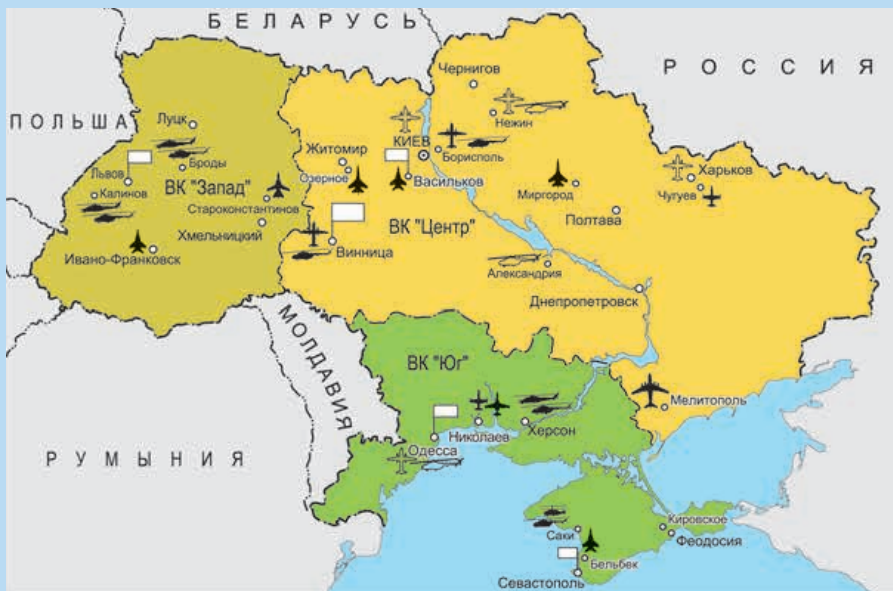 БЕЛАРУСЬ
РОССИЯ
ПОЛЬША
Чернигов
Луцк
Нежин
КИЕВ
Житомир
Борисполь
Броды
Львов
ВК "Запад"
Озерное
Васильков
Харьков
Калинов
Миргород
Чугуев
Староконстантинов
Полтава
Хмельницкий
ВК "Центр"
Винница
Ивано-Франковск
Александрия
Днепропетровск
МОЛДАВИЯ
ВК "Юг"
Мелитополь
Николаев
Херсон
Одесса
РУМЫНИЯ
Кировское
Саки
Феодосия
Бельбек
Севастополь